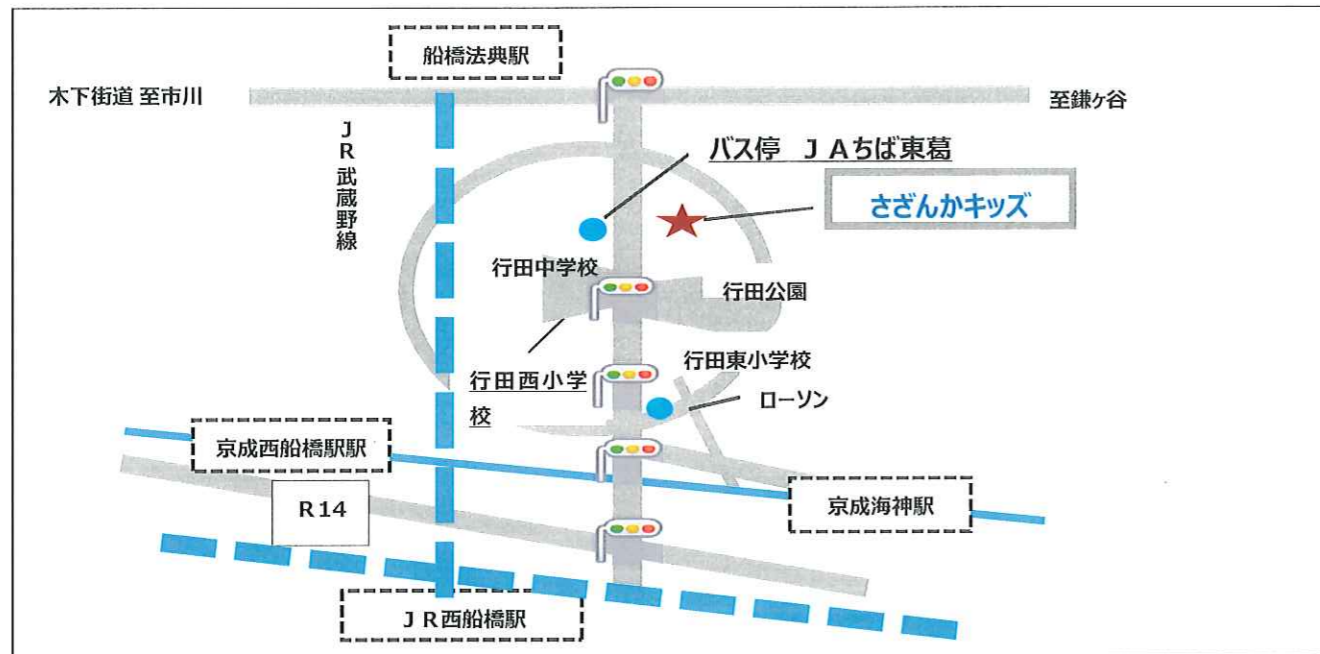 船橋法典駅
木下街道 至市川
至鎌ヶ谷
JR武蔵野線
バス停 JAちば東葛
さざんかキッズ
行田中学校
行田公園
行田西小学
校
行田東小学校
ローソン
京成西船橋駅駅
R14
京成海神駅
JR西船橋駅